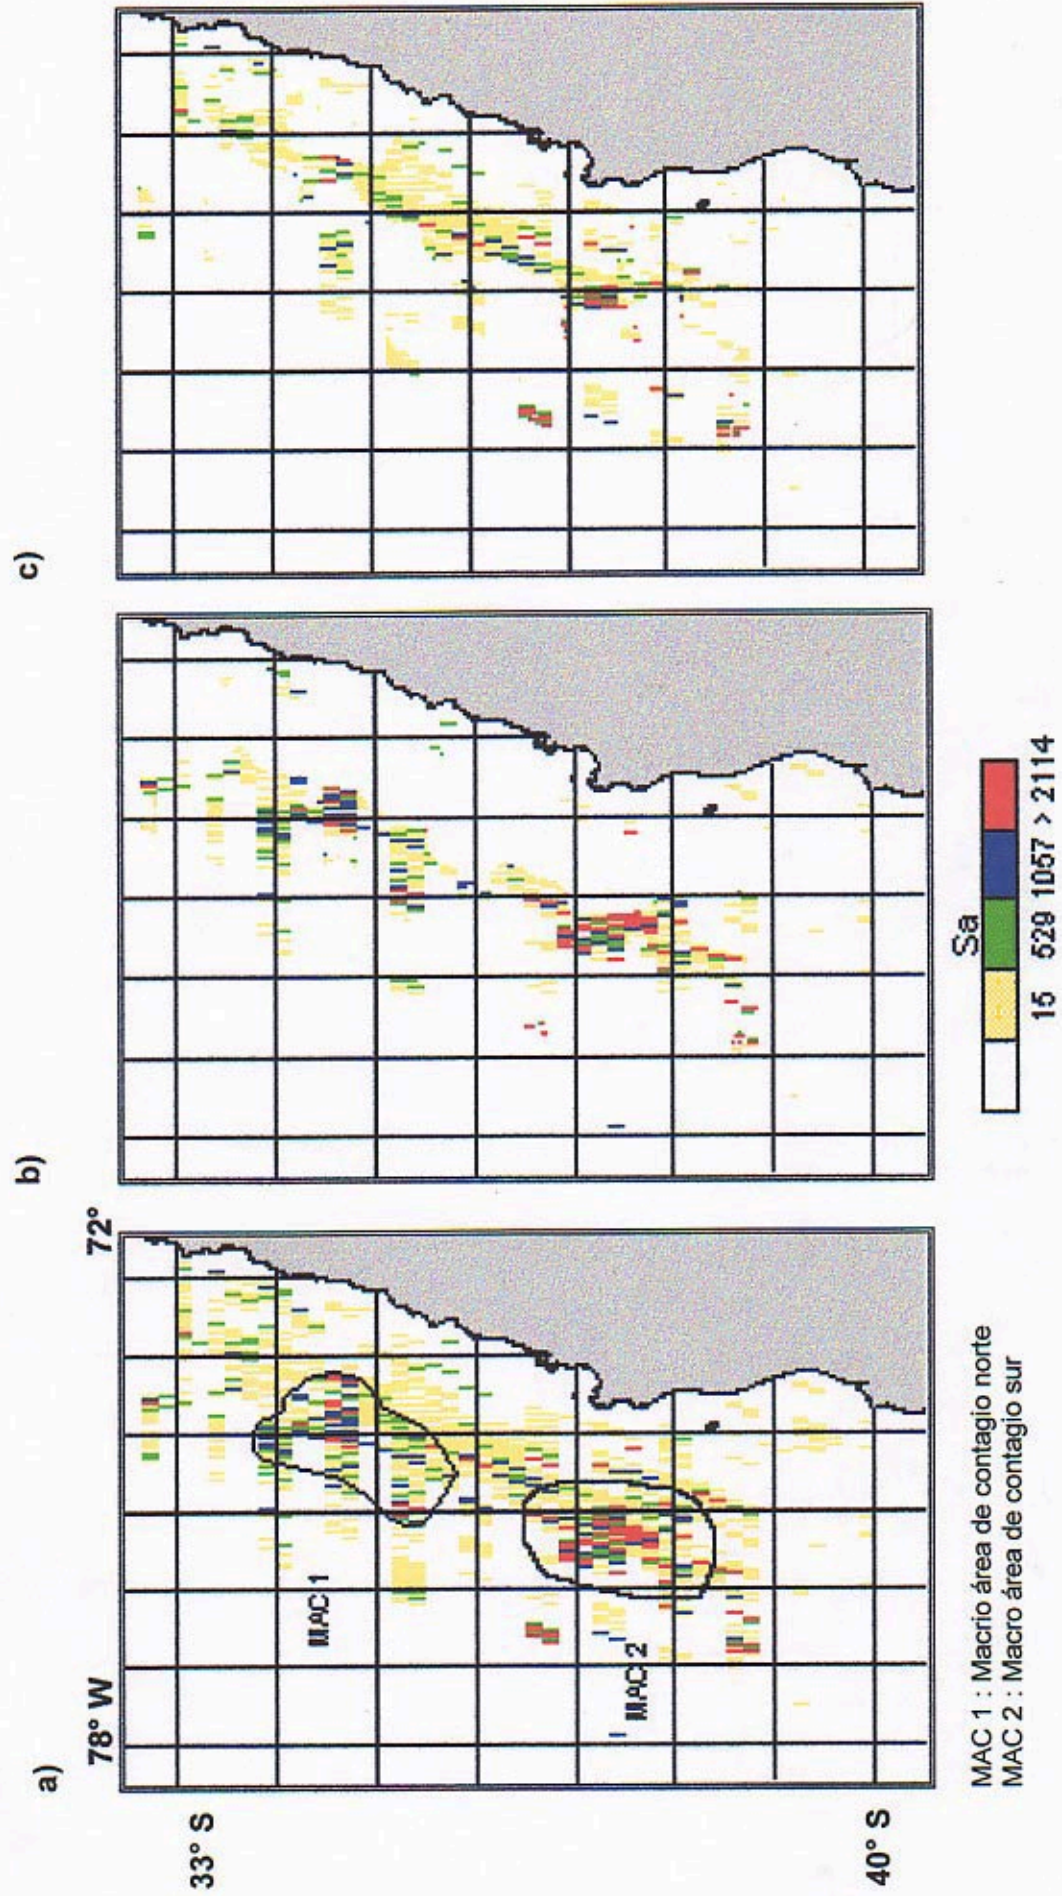 a)
b)
c)
78° W
72°
33° S
40° S
MAC 1
MAC 2
Sa
15 529 1057 > 2114
MAC 1 : Macrio área de contagio norte
MAC 2 : Macro área de contagio sur